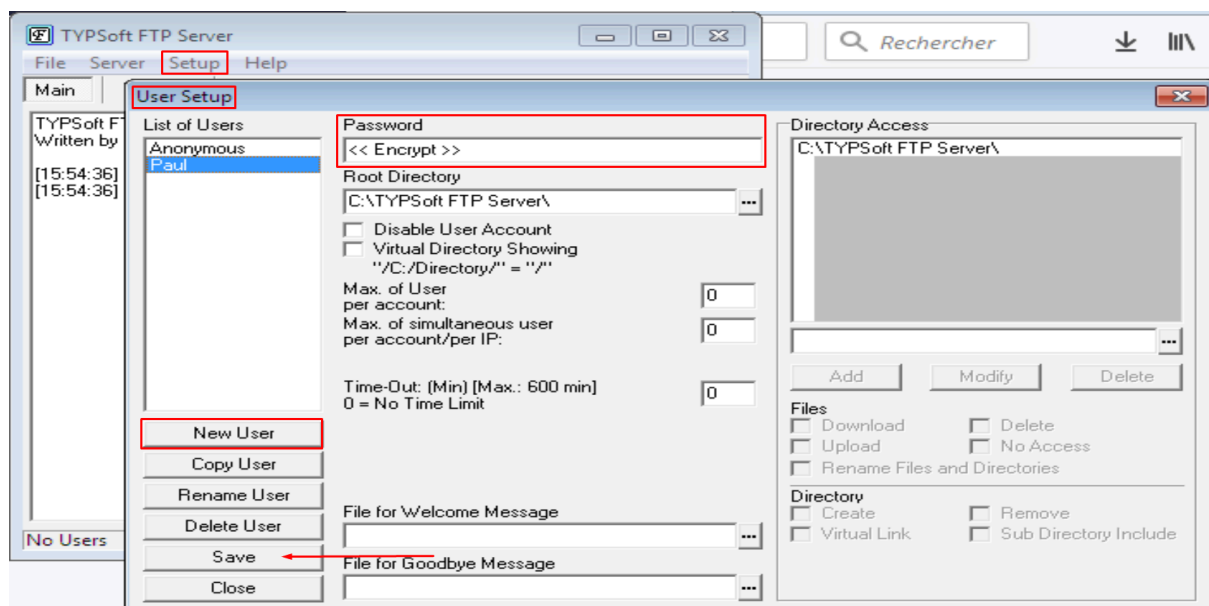 TYPSoft FTP Server
Rechercher
File Server Setup Help
Main
User Setup
TYPSoft FT
Written by
[15:54:36]
[15:54:36]
No Users
List of Users
Anonymous
Paul
New User
Copy User
Rename User
Delete User
Save
Close
Password
<< Encrypt >>
Root Directory
C:\TYPSoft FTP Server\
...
Disable User Account
Virtual Directory Showing
"/C:/Directory/" = "/"
Max. of User
per account:
0
Max. of simultaneous user
per account/per IP:
0
Time-Out: (Min) [Max.: 600 min]
0 = No Time Limit
0
File for Welcome Message
...
File for Goodbye Message
...
Directory Access
C:\TYPSoft FTP Server\
...
Add Modify Delete
Files
Download Delete
Upload No Access
Rename Files and Directories
Directory
Create Remove
Virtual Link Sub Directory Include